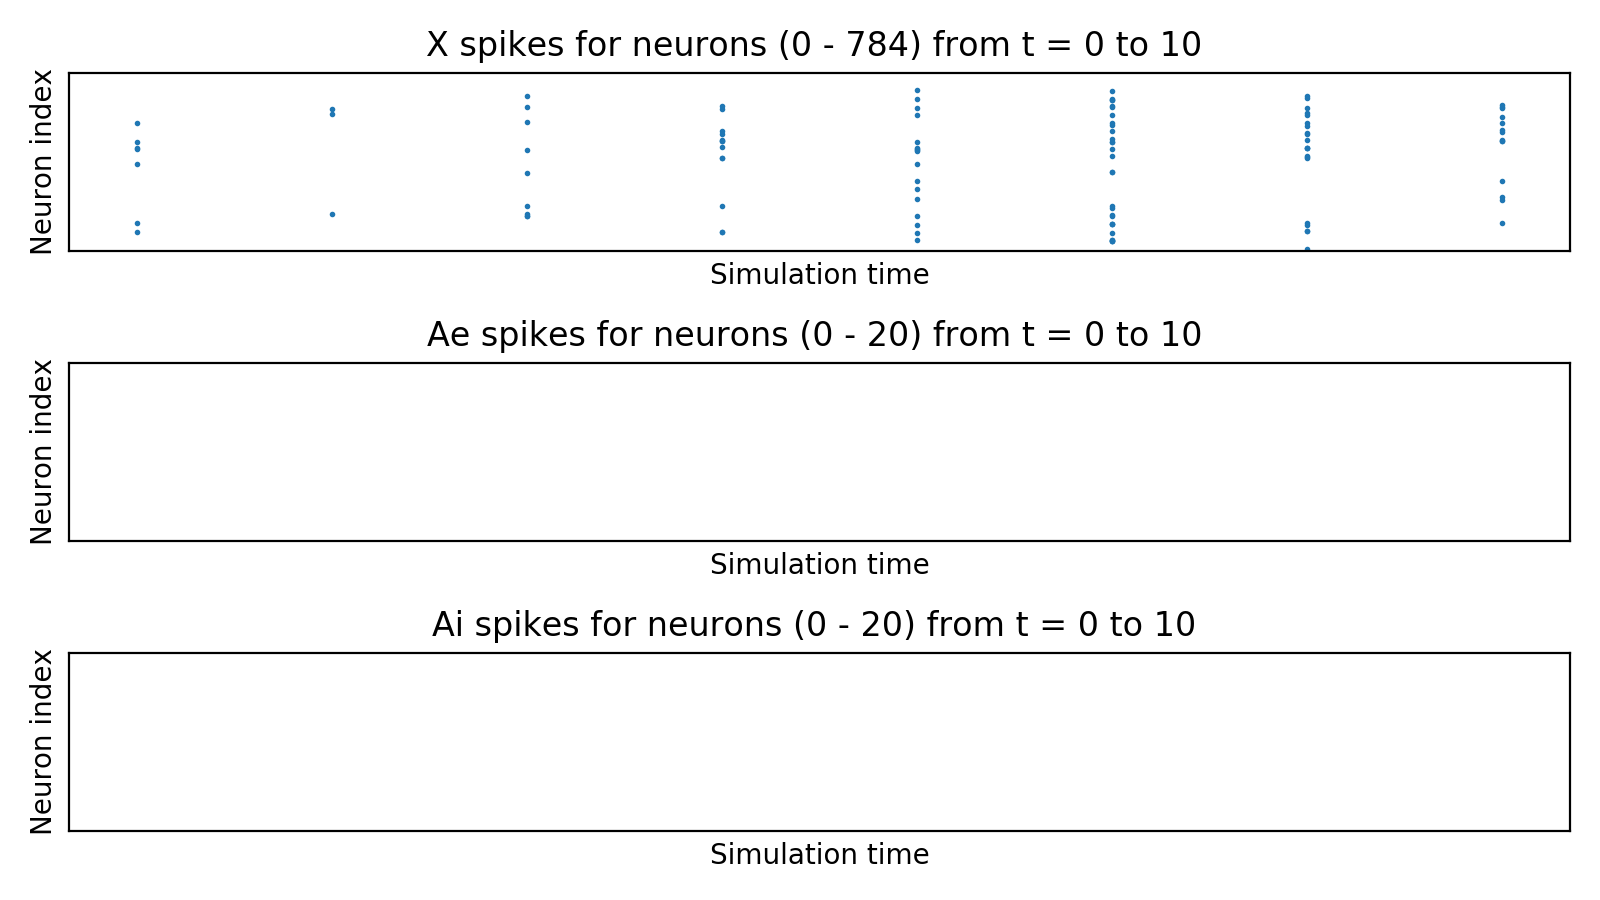 X spikes for neurons (0 - 784) from t = 0 to 10
Neuron index
Simulation time
Ae spikes for neurons (0 - 20) from t = 0 to 10
Neuron index
Simulation time
Ai spikes for neurons (0 - 20) from t = 0 to 10
Neuron index
Simulation time